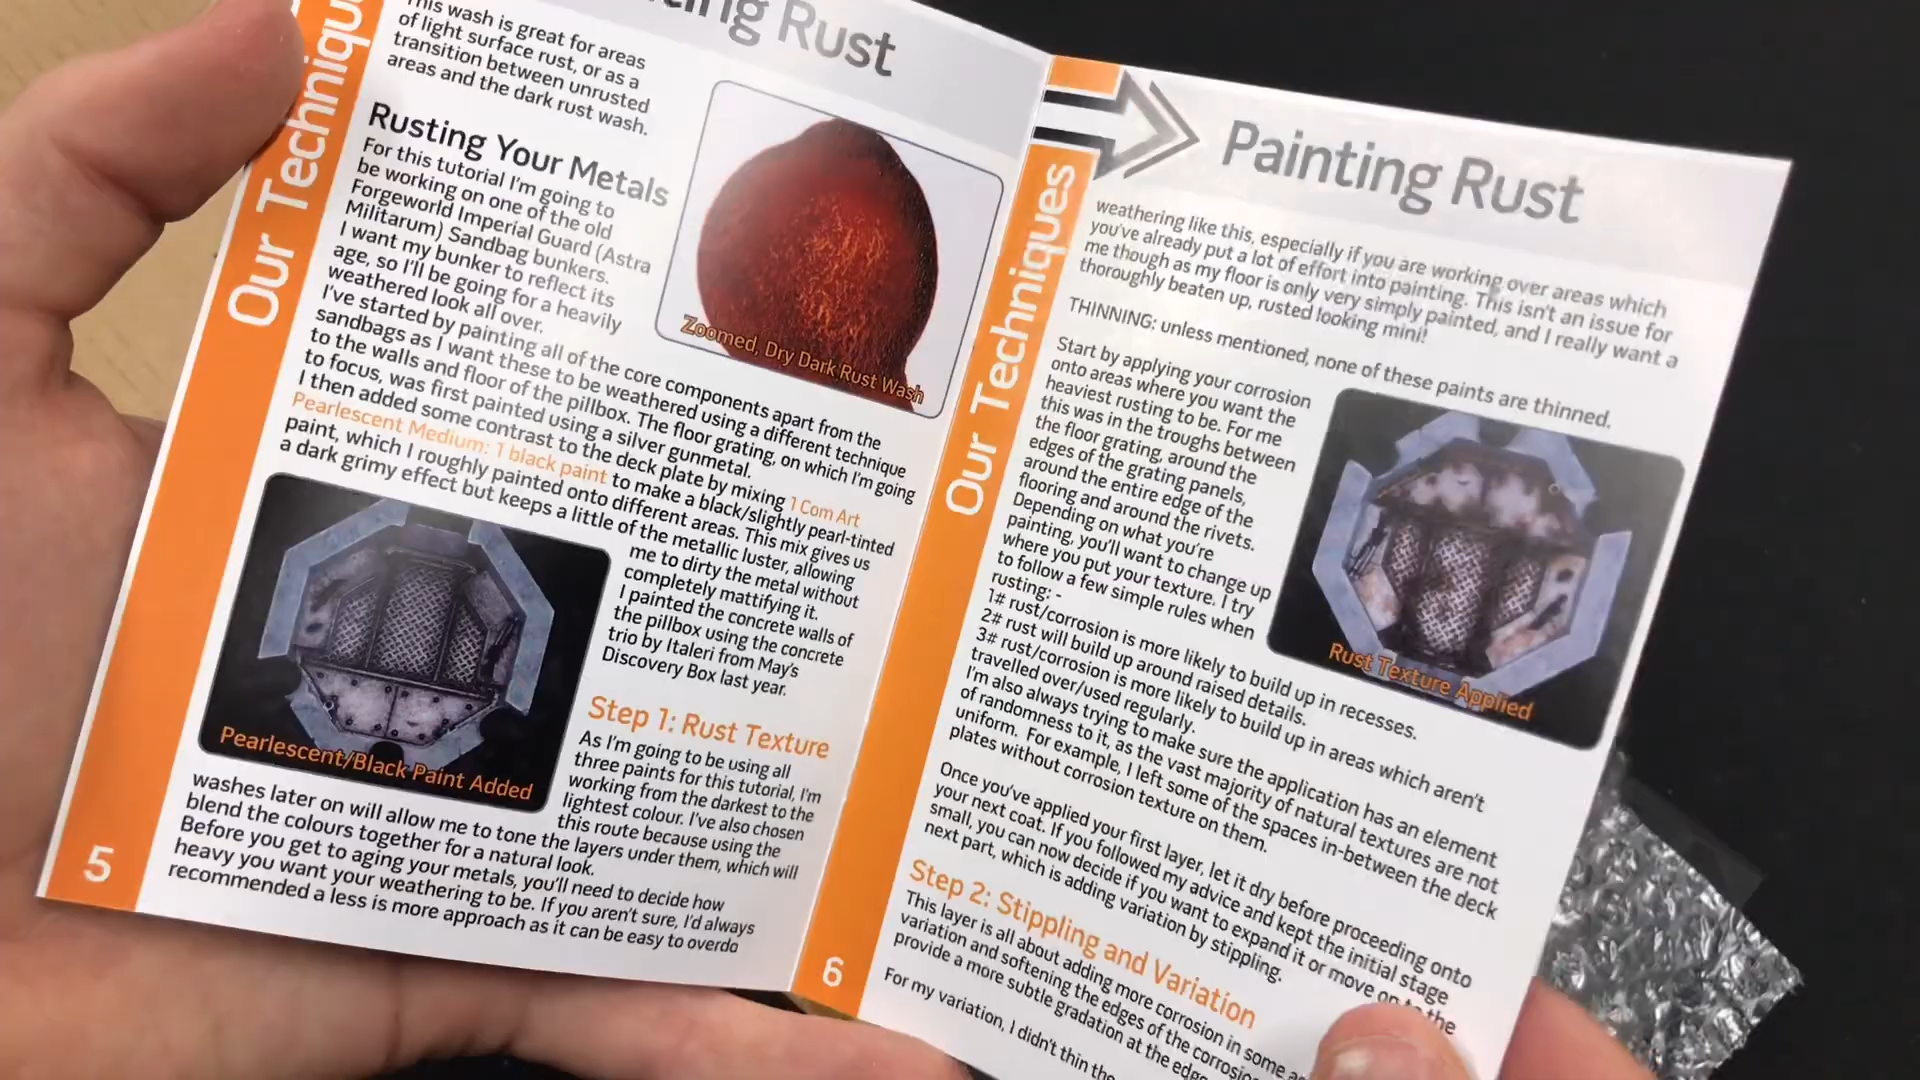 Our Techniqu
ting Rust
This wash is great for areas
of light surface rust, or as a
transition between unrusted
areas and the dark rust wash.
Rusting Your Metals
For this tutorial I'm going to
be working on one of the old
Forgeworld Imperial Guard (Astra
Militarum) Sandbag bunkers.
I want my bunker to reflect its
age, so I'll be going for a heavily
weathered look all over.
Zoomed, Dry Dark Rust Wash
I've started by painting all of the core components apart from the
sandbags as I want these to be weathered using a different technique
to the walls and floor of the pillbox. The floor grating, on which I'm going
to focus, was first painted using a silver gunmetal.
I then added some contrast to the deck plate by mixing 1 Com Art
Pearlescent Medium: 1 black paint to make a black/slightly pearl-tinted
paint, which I roughly painted onto different areas. This mix gives us
a dark grimy effect but keeps a little of the metallic luster, allowing
me to dirty the metal without
completely mattifying it.
I painted the concrete walls of
the pillbox using the concrete
trio by Italeri from May's
Discovery Box last year.
Pearlescent/Black Paint Added
Step 1: Rust Texture
As I'm going to be using all
three paints for this tutorial, I'm
working from the darkest to the
lightest colour. I've also chosen
this route because using the
washes later on will allow me to tone the layers under them, which will
blend the colours together for a natural look.
Before you get to aging your metals, you'll need to decide how
heavy you want your weathering to be. If you aren't sure, I'd always
recommended a less is more approach as it can be easy to overdo
5
Our Techniques
Painting Rust
weathering like this, especially if you are working over areas which
you've already put a lot of effort into painting. This isn't an issue for
me though as my floor is only very simply painted, and I really want a
thoroughly beaten up, rusted looking mini!
THINNING: unless mentioned, none of these paints are thinned.
Start by applying your corrosion
onto areas where you want the
heaviest rusting to be. For me
this was in the troughs between
the floor grating, around the
edges of the grating panels,
around the entire edge of the
flooring and around the rivets.
Depending on what you're
painting, you'll want to change up
where you put your texture. I try
to follow a few simple rules when
rusting: -
Rust Texture Applied
1# rust/corrosion is more likely to build up in recesses.
2# rust will build up around raised details.
3# rust/corrosion is more likely to build up in areas which aren't
travelled over/used regularly.
I'm also always trying to make sure the application has an element
of randomness to it, as the vast majority of natural textures are not
uniform. For example, I left some of the spaces in-between the deck
plates without corrosion texture on them.
Once you've applied your first layer, let it dry before proceeding onto
your next coat. If you followed my advice and kept the initial stage
small, you can now decide if you want to expand it or move on to the
next part, which is adding variation by stippling.
Step 2: Stippling and Variation
This layer is all about adding more corrosion in some
variation and softening the edges of the corrosion
provide a more subtle gradation at the edge
For my variation, I didn't thin the
6